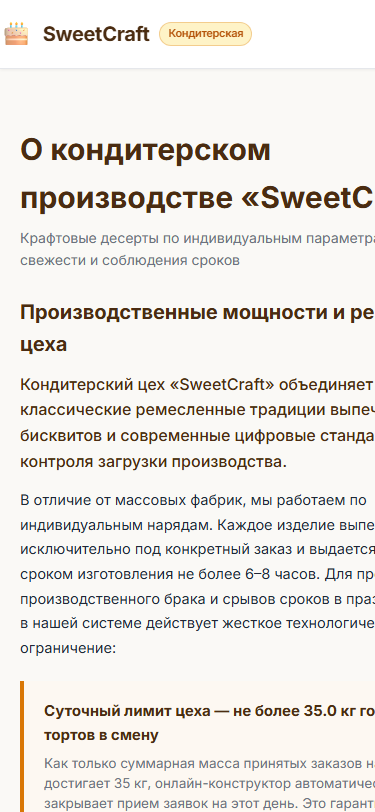 SweetCraft
Кондитерская
О кондитерском
производстве «SweetC
Крафтовые десерты по индивидуальным параметра
свежести и соблюдения сроков
Производственные мощности и ре
цеха
Кондитерский цех «SweetCraft» объединяет
классические ремесленные традиции выпеч
бисквитов и современные цифровые станда
контроля загрузки производства.
В отличие от массовых фабрик, мы работаем по
индивидуальным нарядам. Каждое изделие выпе
исключительно под конкретный заказ и выдается
сроком изготовления не более 6–8 часов. Для пр
производственного брака и срывов сроков в праз
в нашей системе действует жесткое технологиче
ограничение:
Суточный лимит цеха — не более 35.0 кг го
тортов в смену
Как только суммарная масса принятых заказов н
достигает 35 кг, онлайн-конструктор автоматичес
закрывает прием заявок на этот день. Это гарант